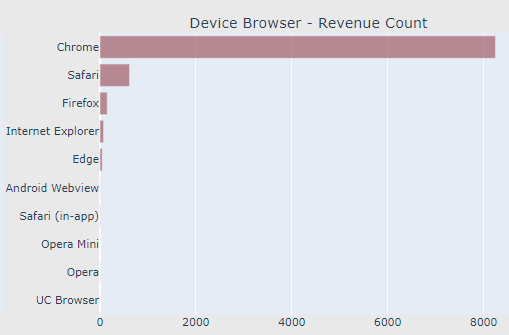 Device Browser - Revenue Count
Chrome
Safari
Firefox
Internet Explorer
Edge
Android Webview
Safari (in-app)
Opera Mini
Opera
UC Browser
0 2000 4000 6000 8000